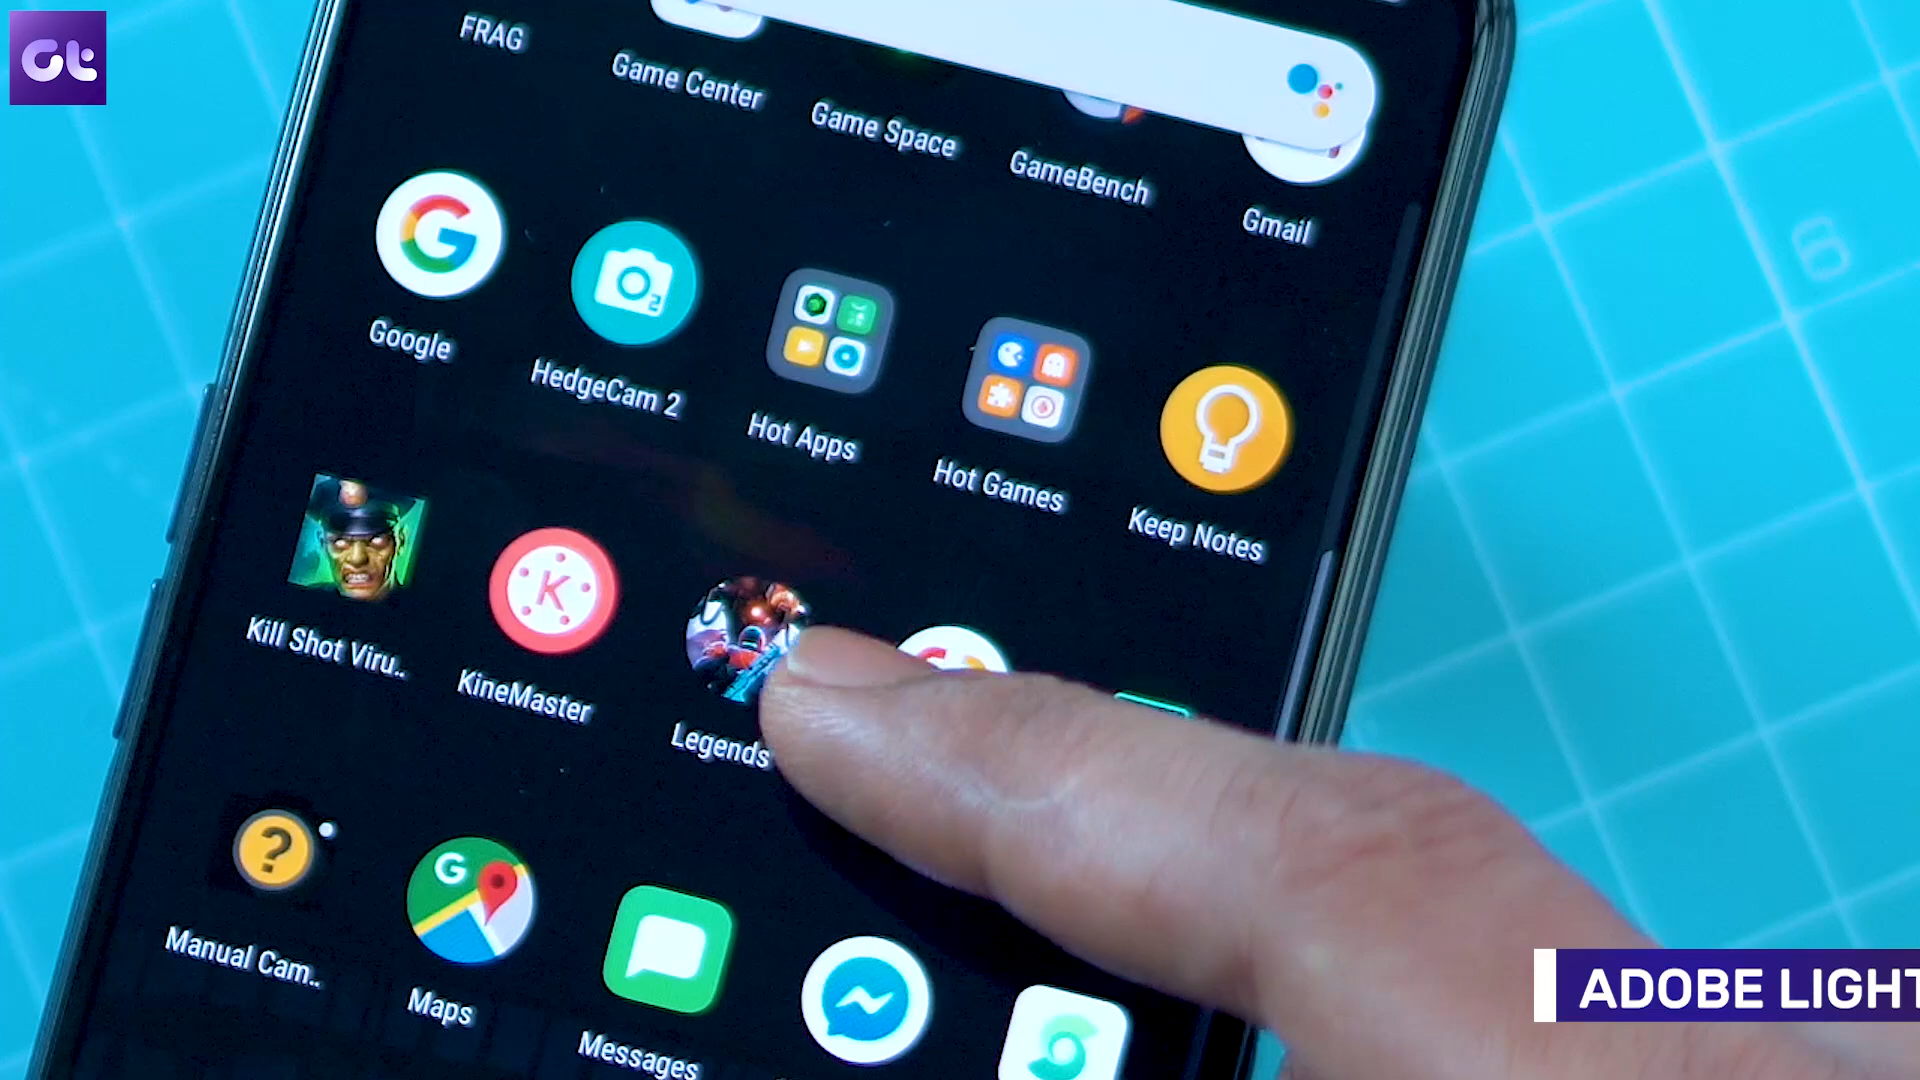 Gt
FRAG
Game Center
Game Space
GameBench
Gmail
Google
HedgeCam 2
Hot Apps
Hot Games
Keep Notes
Kill Shot Viru..
KineMaster
Legends
Manual Cam..
Maps
Messages
ADOBE LIGHT